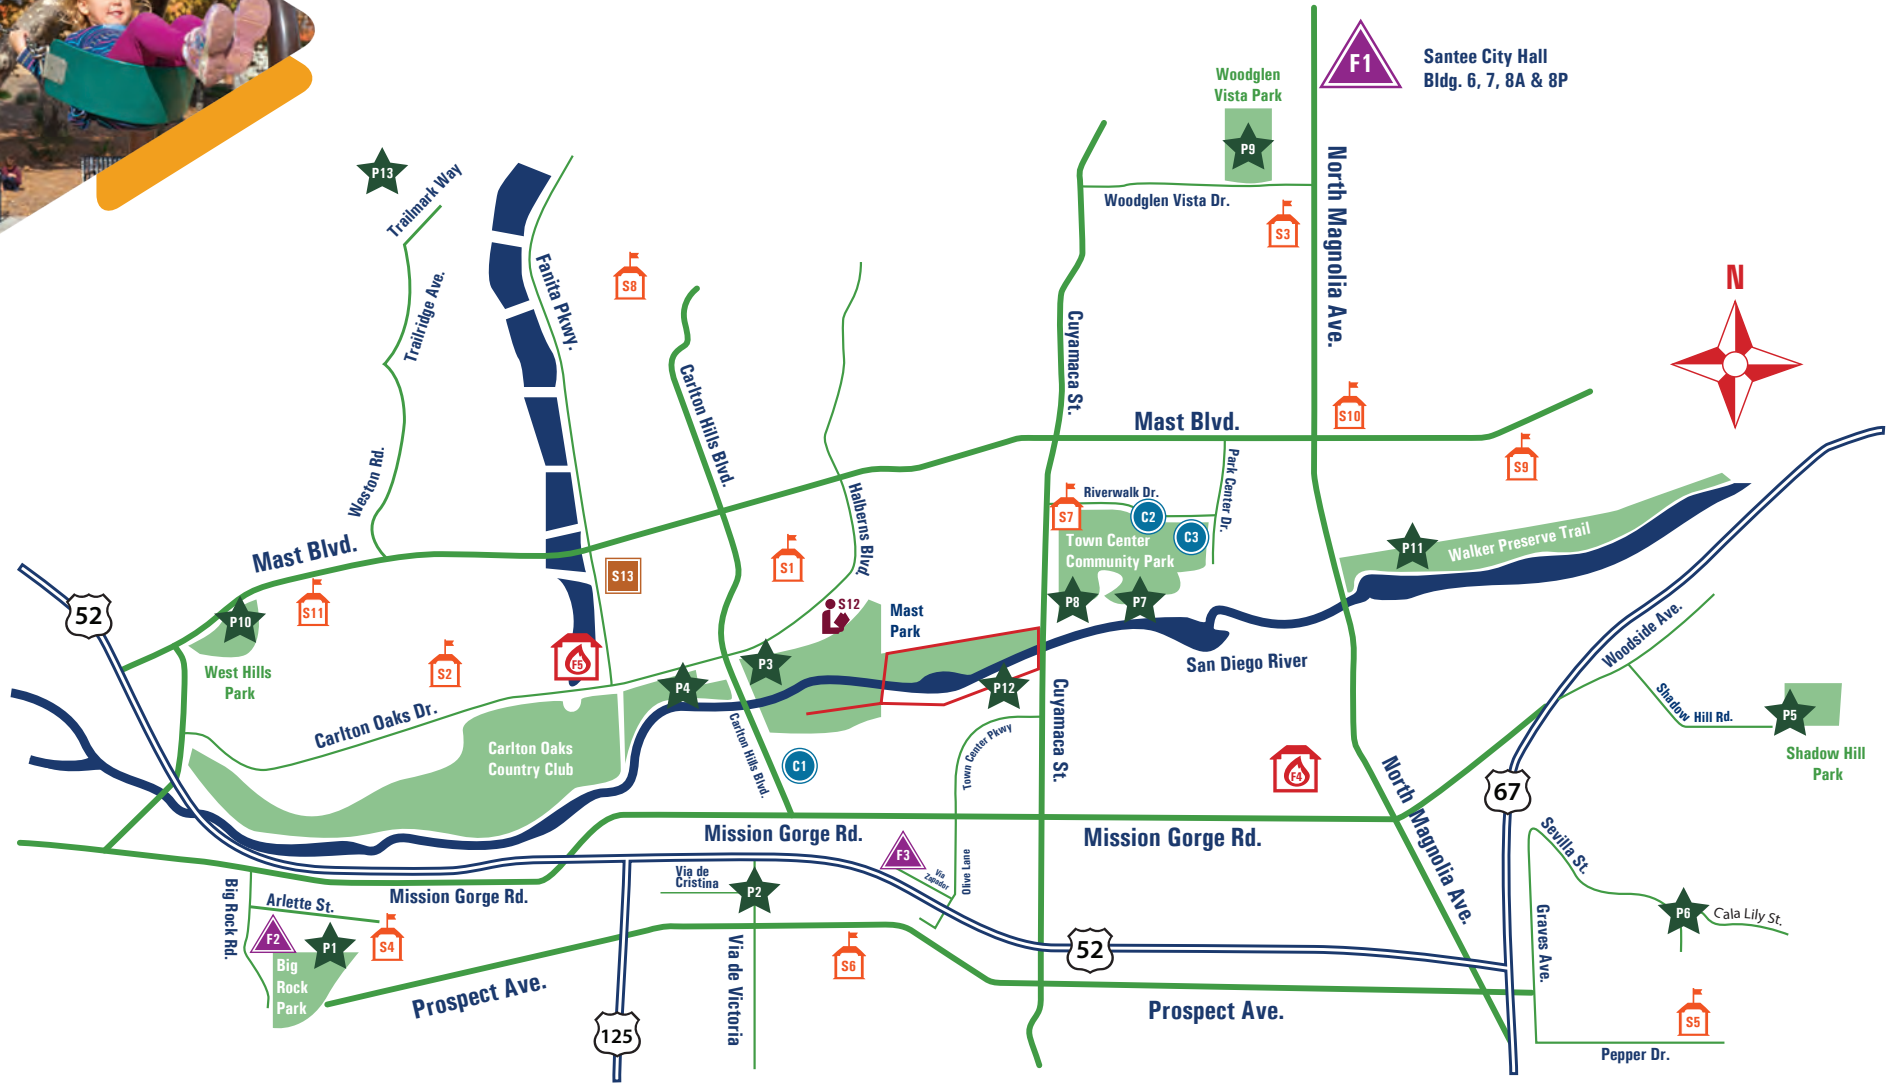 F1
Santee City Hall
Bldg. 6, 7, 8A & 8P
Woodglen
Vista Park
P9
Woodglen Vista Dr.
S3
North Magnolia Ave.
P13
Trailmark Way
Trailridge Ave.
Weston Rd.
Fanita Pkwy.
S8
Carlton Hills Blvd.
Cuyamaca St.
N
S10
Mast Blvd.
S9
Park Center Dr.
Halberns Blvd.
Riverwalk Dr.
S7
C2
C3
Town Center
Community Park
P11
Walker Preserve Trail
Mast Blvd.
S1
S13
52
S11
P10
West Hills
Park
S2
F5
S12
Mast
Park
P8
P7
San Diego River
P3
P4
P12
Woodside Ave.
Shadow Hill Rd.
P5
Shadow Hill
Park
Carlton Oaks Dr.
Carlton Oaks
Country Club
Carlton Hills Blvd.
C1
Town Center Pkwy
Cuyamaca St.
F4
North Magnolia Ave.
67
Mission Gorge Rd.
Mission Gorge Rd.
F3
Via
Zapador
Olive Lane
Sevilla St.
Via de
Cristina
P2
Mission Gorge Rd.
Big Rock Rd.
Arlette St.
F2
P1
S4
Big
Rock
Park
P6
Cala Lily St.
Graves Ave.
Via de Victoria
S6
52
Prospect Ave.
Prospect Ave.
125
S5
Pepper Dr.